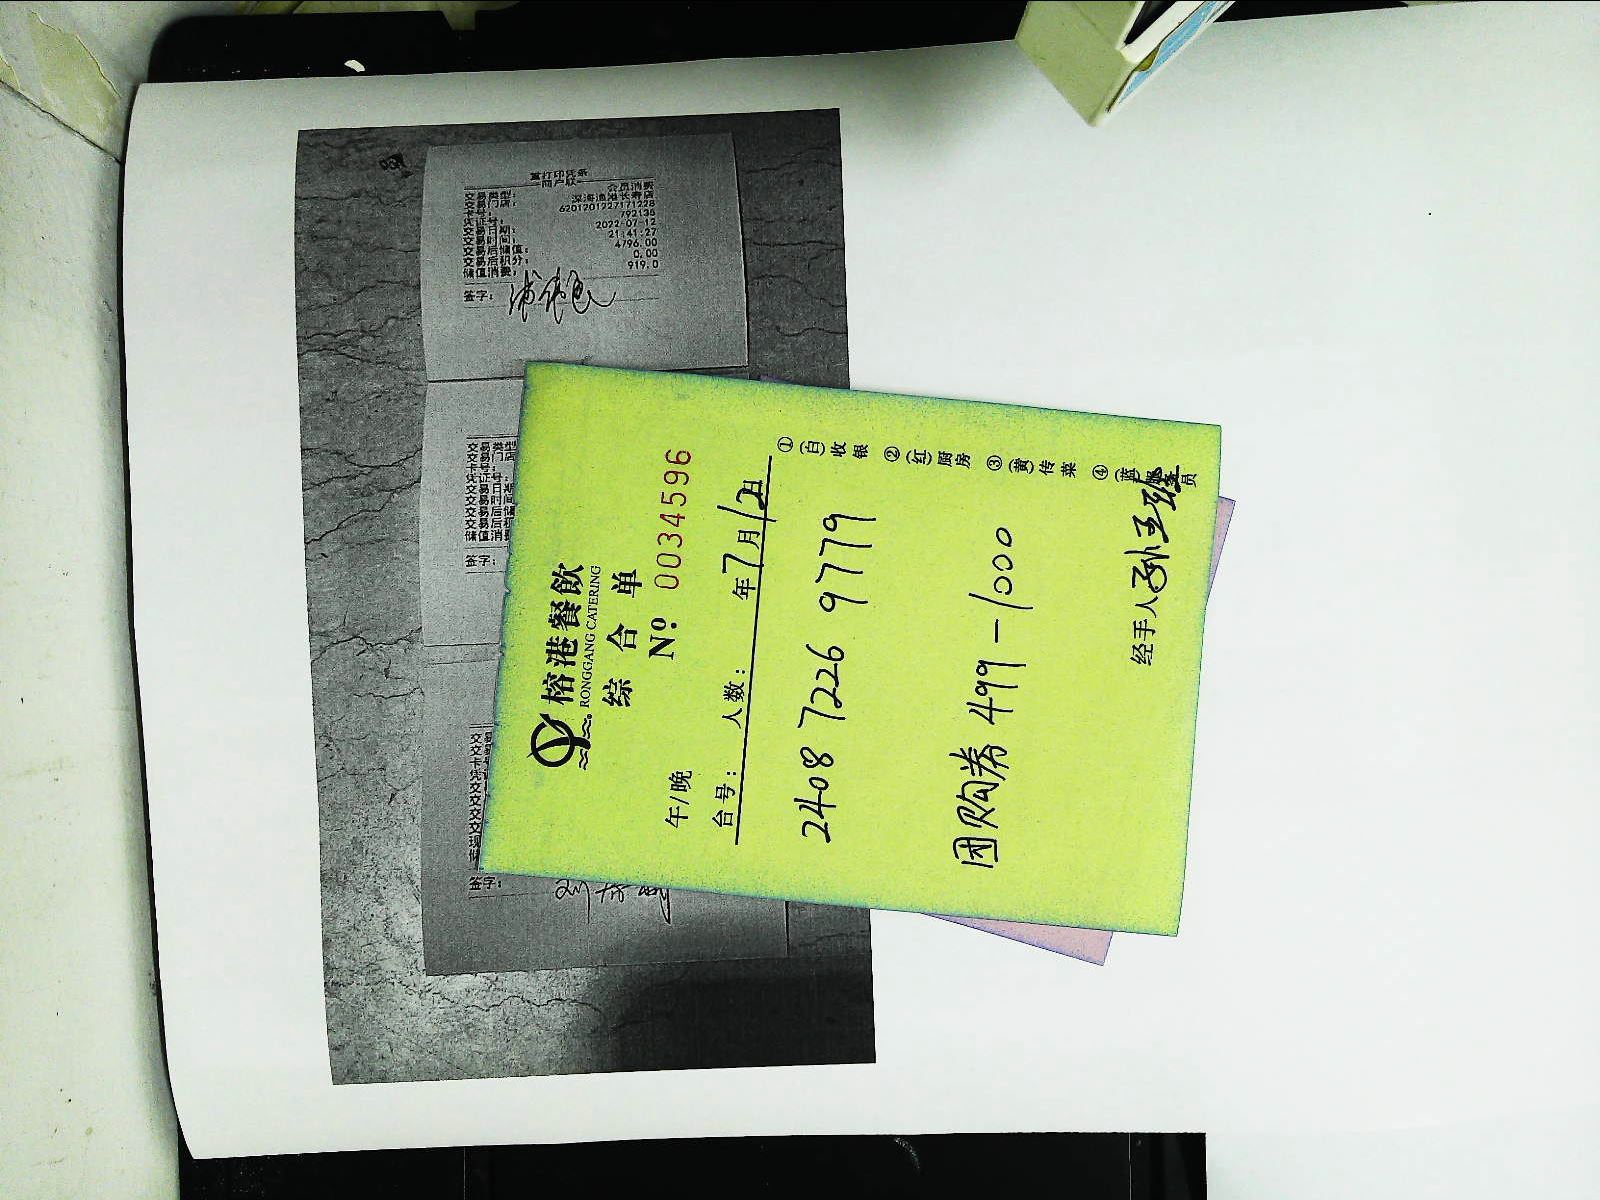 重打印凭条
商户联
交易类型: 会员消费
交易门店: 深海渔港长寿店
卡号: 6201201227171228
凭证号: 792135
交易日期: 2022-07-12
交易时间: 21:41:27
交易后储值: 4796.00
交易后积分: 0.00
储值消费: 919.0
签字:
交易类型
交易门店
卡号:
凭证号:
交易日期
交易时间
交易后储
交易后积
储值消费
签字:
签字:
榕港餐飲
RONGGANG CATERING
综合单
午/晚 №: 0034596
台号: 人数: 年7月12日
2408 7226 9779
团购券 499-1000
经手人
①(白)收银
②(红)厨房
③(黄)传菜
④(蓝)
员